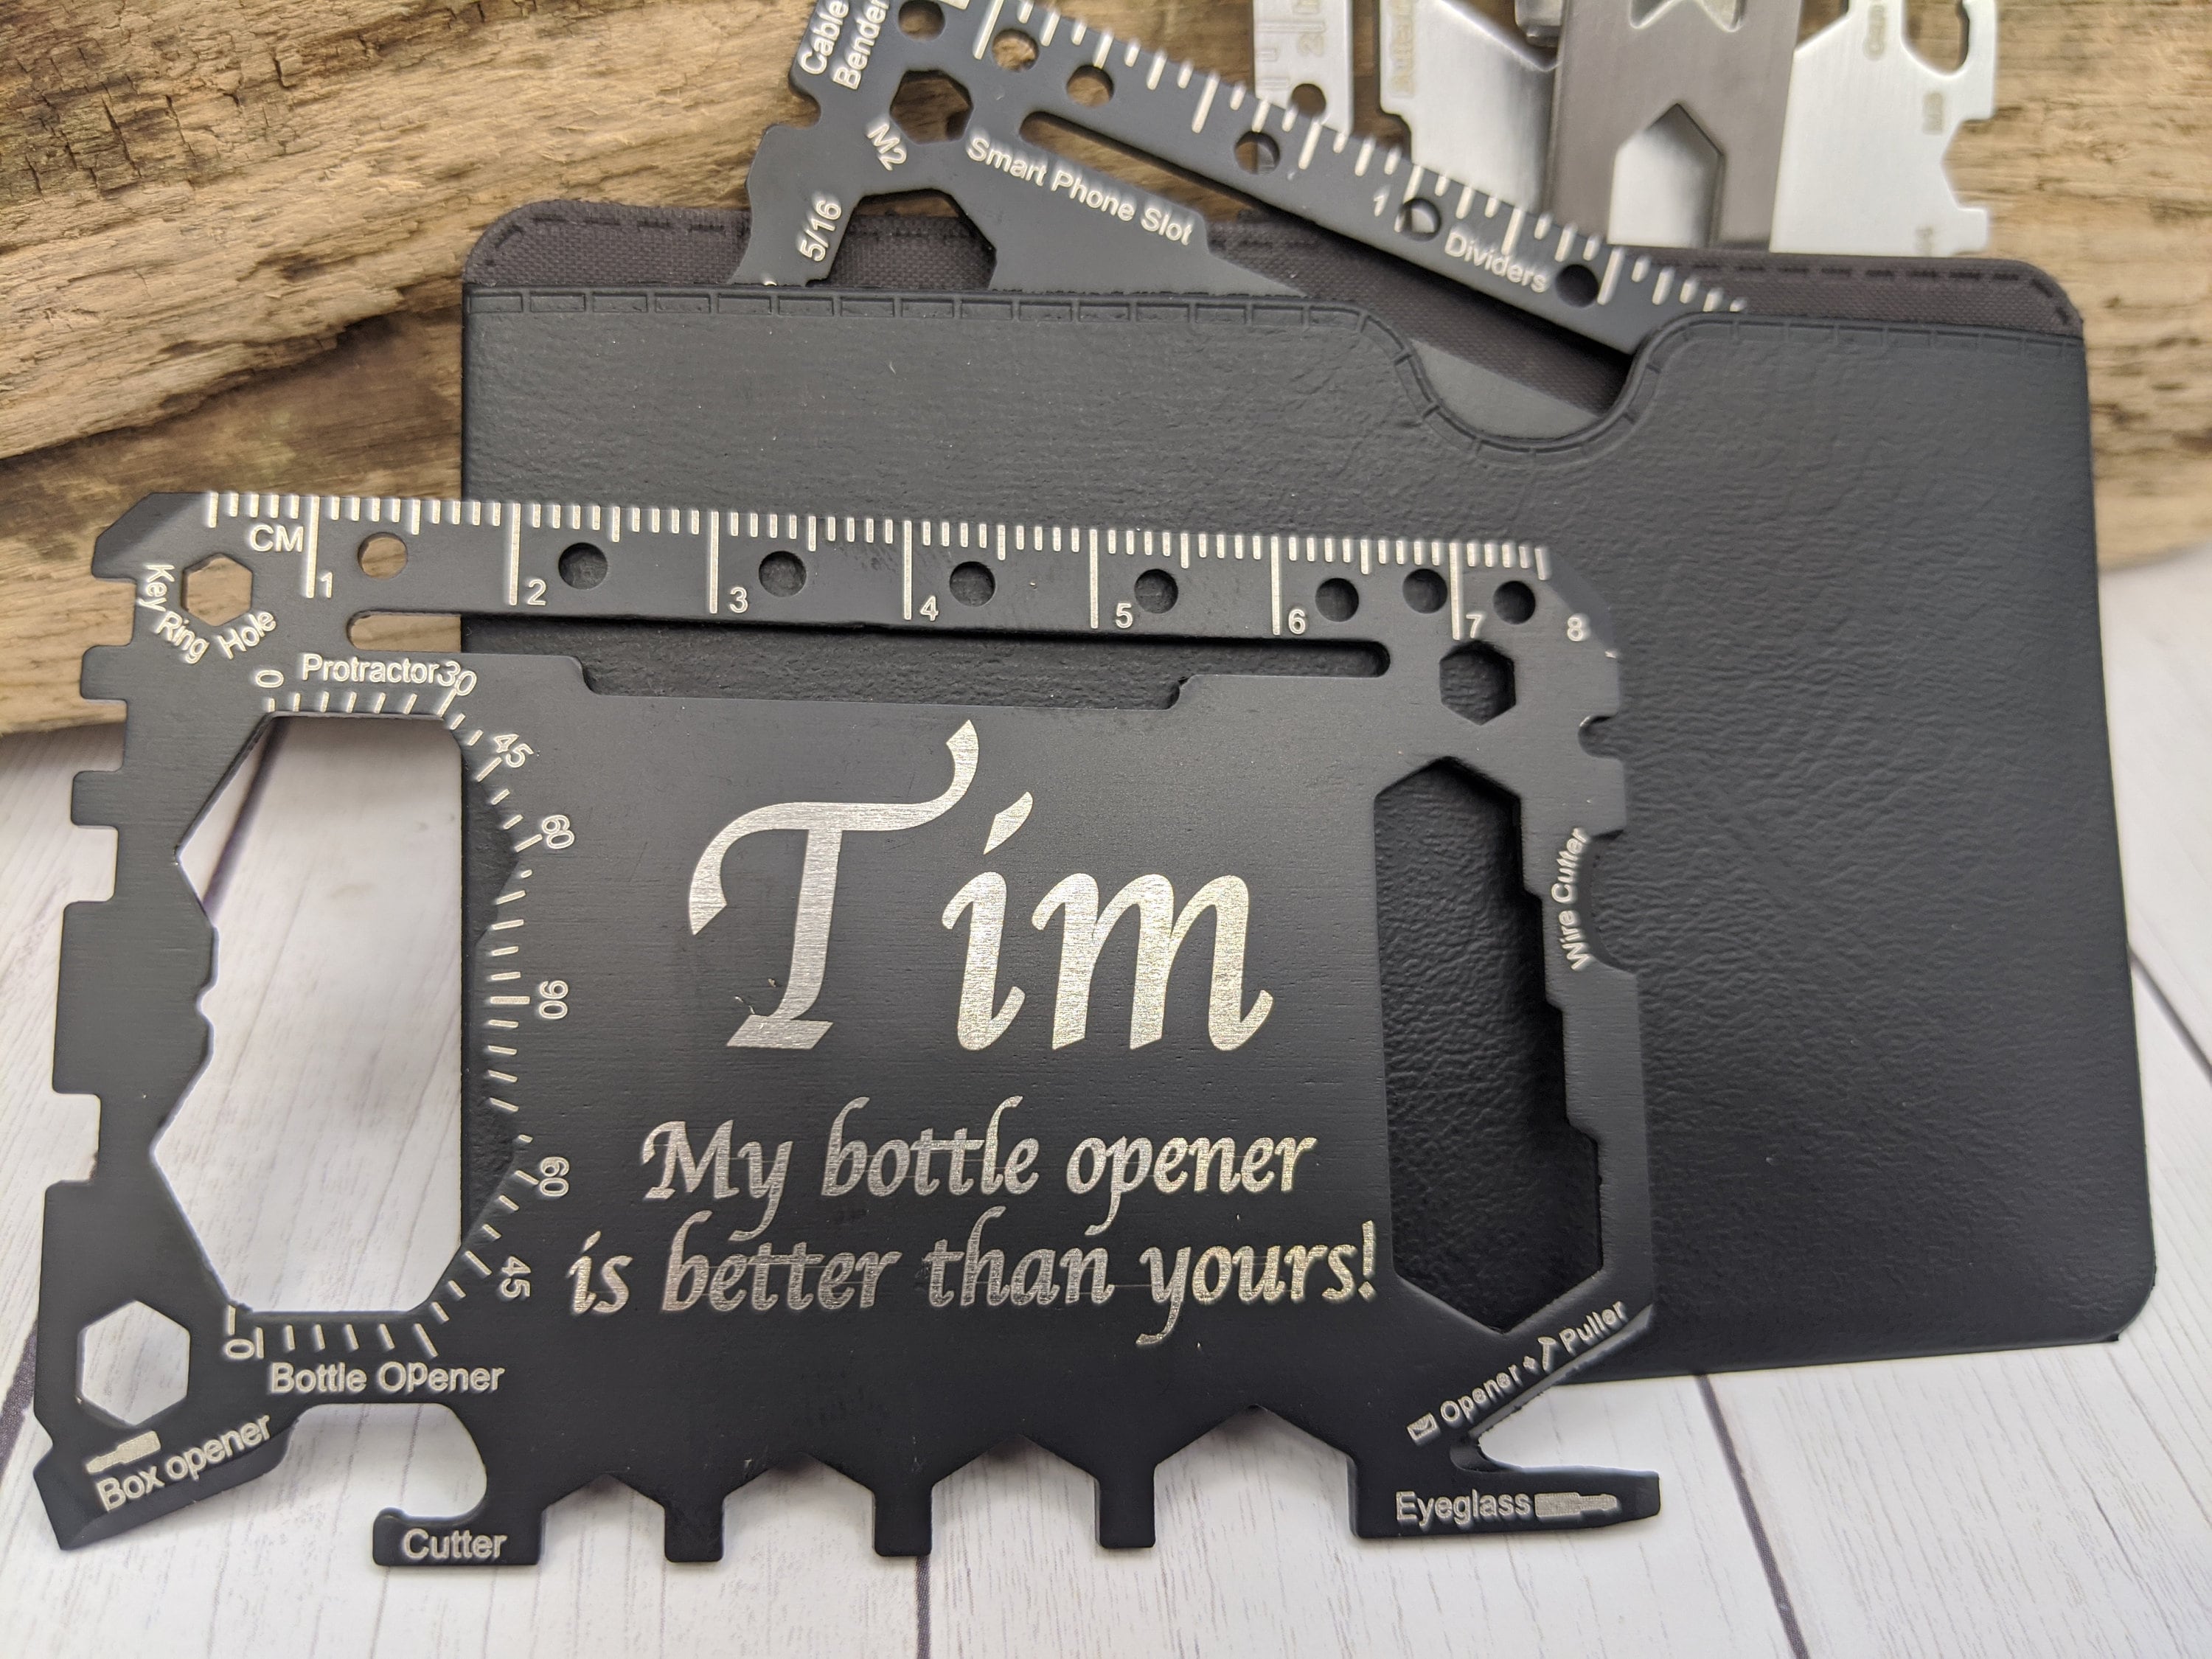 Cable
Bender
M2
Smart Phone Slot
5/16
1
Dividers
CM
1 2 3 4 5 6 7 8
Key Ring Hole
0 Protractor 30
45
60
90
60
45
0
Tim
My bottle opener
is better than yours!
Wire Cutter
Bottle OPener
Box opener
Cutter
Opener + Puller
Eyeglass